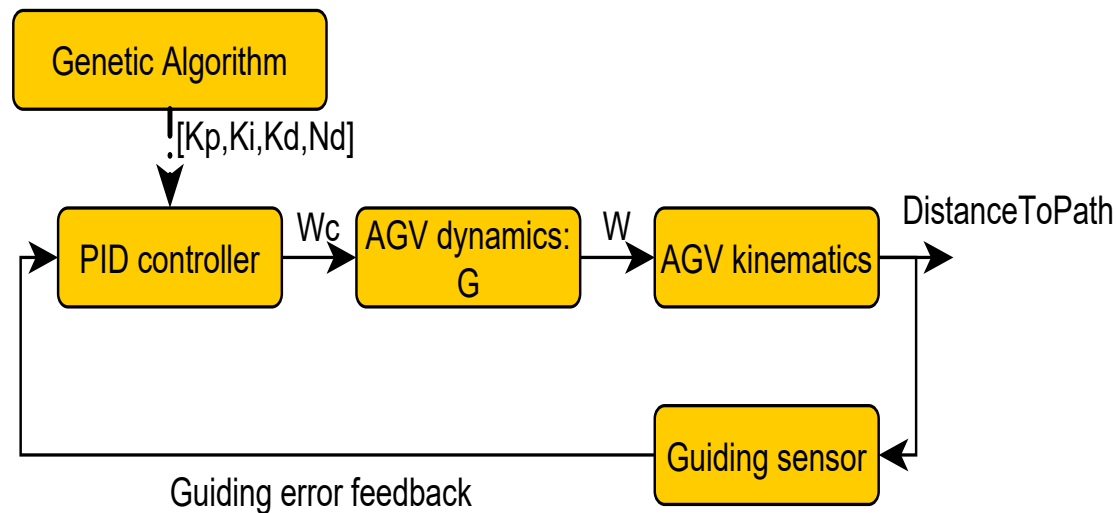 Genetic Algorithm
[Kp,Ki,Kd,Nd]
DistanceToPath
PID controller
Wc
AGV dynamics:
G
W
AGV kinematics
Guiding sensor
Guiding error feedback